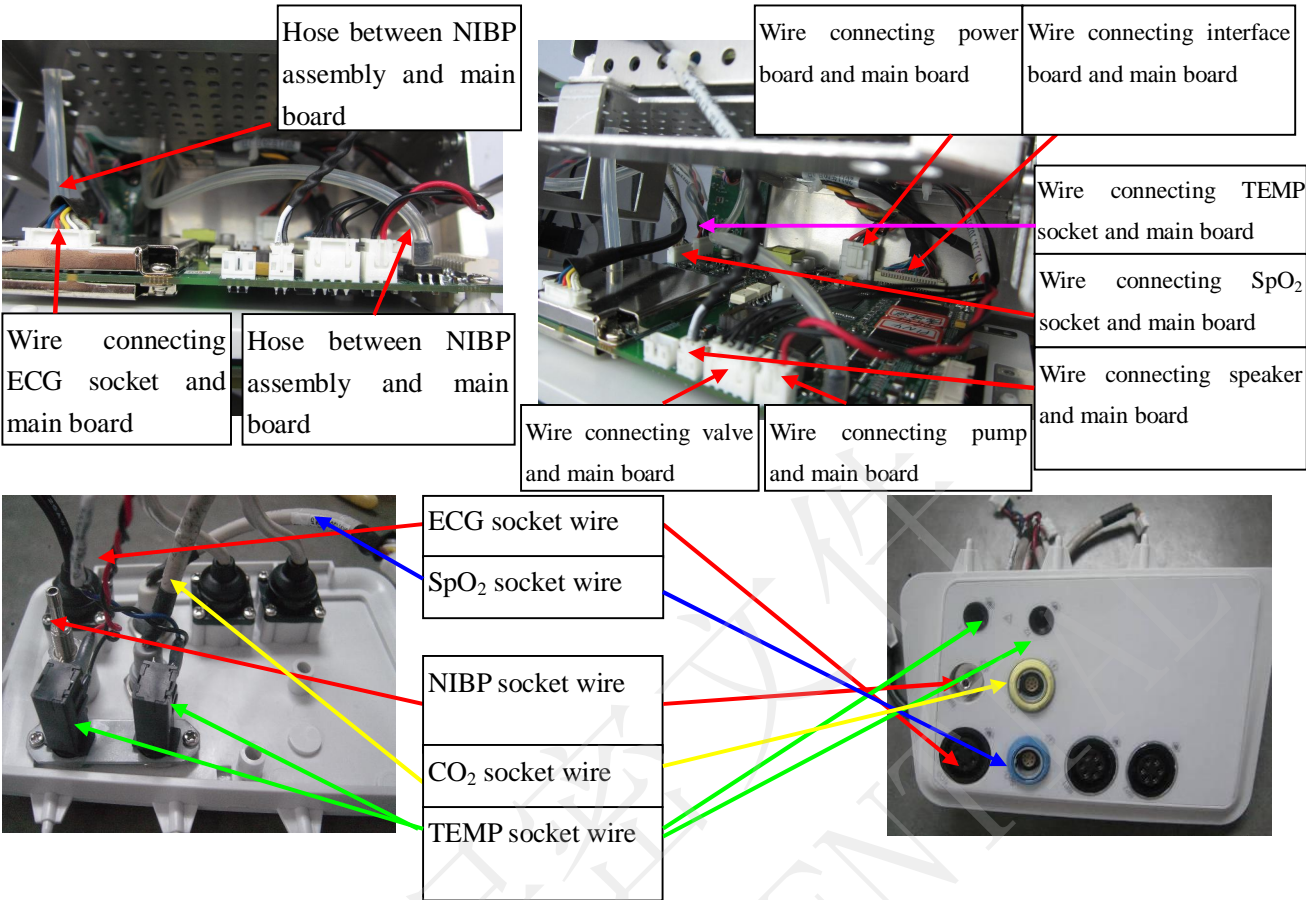 Hose between NIBP
assembly and main
board
Wire connecting power
board and main board
Wire connecting interface
board and main board
Wire connecting TEMP
socket and main board
Wire connecting SpO₂
socket and main board
Wire connecting speaker
and main board
Wire connecting
ECG socket and
main board
Hose between NIBP
assembly and main
board
Wire connecting valve
and main board
Wire connecting pump
and main board
ECG socket wire
SpO₂ socket wire
NIBP socket wire
CO₂ socket wire
TEMP socket wire
密文件
ENTIAL